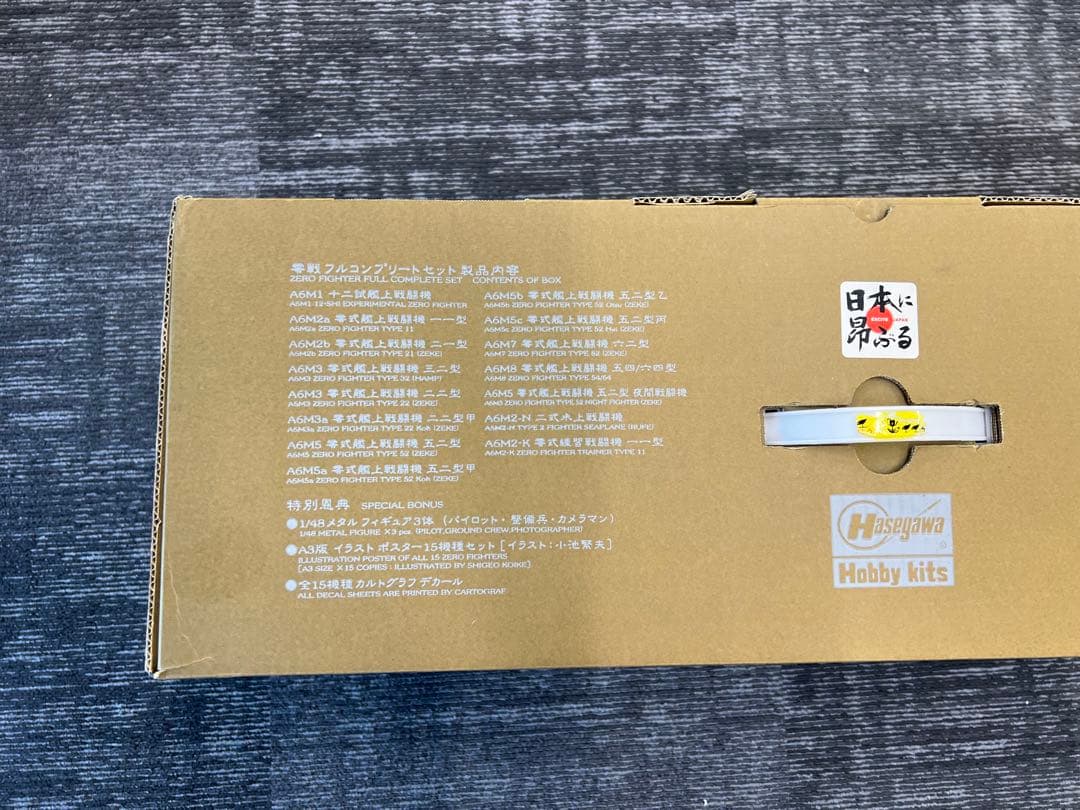 零戦 フルコンプリートセット 製品内容
ZERO FIGHTER FULL COMPLETE SET CONTENTS OF BOX
A6M1 十二試艦上戦闘機
A6M1-12-SHI EXPERIMENTAL ZERO FIGHTER
A6M2a 零式艦上戦闘機 一一型
A6M2a ZERO FIGHTER TYPE 11
A6M2b 零式艦上戦闘機 二一型
A6M2b ZERO FIGHTER TYPE 21 (ZEKE)
A6M3 零式艦上戦闘機 三二型
A6M3 ZERO FIGHTER TYPE 32 (HAMP)
A6M3 零式艦上戦闘機 二二型
A6M3 ZERO FIGHTER TYPE 22 (ZEKE)
A6M3a 零式艦上戦闘機 二二型甲
A6M3a ZERO FIGHTER TYPE 22 Koh (ZEKE)
A6M5 零式艦上戦闘機 五二型
A6M5 ZERO FIGHTER TYPE 52 (ZEKE)
A6M5a 零式艦上戦闘機 五二型甲
A6M5a ZERO FIGHTER TYPE 52 Koh (ZEKE)
A6M5b 零式艦上戦闘機 五二型乙
A6M5b ZERO FIGHTER TYPE 52 Otsu (ZEKE)
A6M5c 零式艦上戦闘機 五二型丙
A6M5c ZERO FIGHTER TYPE 52 Hei (ZEKE)
A6M7 零式艦上戦闘機 六二型
A6M7 ZERO FIGHTER TYPE 62 (ZEKE)
A6M8 零式艦上戦闘機 五四/六四型
A6M8 ZERO FIGHTER TYPE 54/64
A6M5 零式艦上戦闘機 五二型 夜間戦闘機
A6M5 ZERO FIGHTER TYPE 52 NIGHT FIGHTER (ZEKE)
A6M2-N 二式水上戦闘機
A6M2-N TYPE 2 FIGHTER SEAPLANE (RUFE)
A6M2-K 零式練習戦闘機 一一型
A6M2-K ZERO FIGHTER TRAINER TYPE 11
特別恩典 SPECIAL BONUS
●1/48メタル フィギュア3体 (パイロット・整備兵・カメラマン)
1/48 METAL FIGURE ×3 pcs. (PILOT,GROUND CREW,PHOTOGRAPHER)
●A3版 イラスト ポスター15機種セット [イラスト:小池繁夫]
ILLUSTRATION POSTER OF ALL 15 ZERO FIGHTERS
[A3 SIZE ×15 COPIES : ILLUSTRATED BY SHIGEO KOIKE]
●全15機種 カルトグラフ デカール
ALL DECAL SHEETS ARE PRINTED BY CARTOGRAF
日本に
EXCITE JAPAN
昂ぶる
Hasegawa
Hobby kits